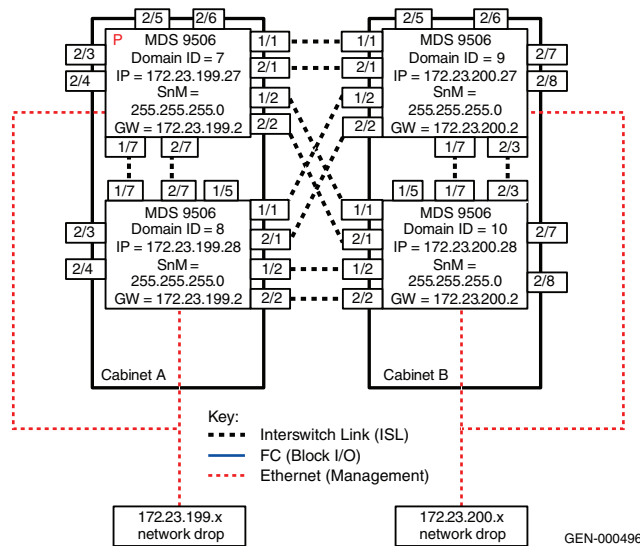 2/5 2/6 2/5 2/6
P MDS 9506 1/1 1/1 MDS 9506
2/3 Domain ID = 7 2/1 2/1 Domain ID = 9 2/7
2/4 IP = 172.23.199.27 1/2 1/2 IP = 172.23.200.27 2/8
SnM = SnM =
255.255.255.0 2/2 2/2 255.255.255.0
GW = 172.23.199.2 GW = 172.23.200.2
1/7 2/7 1/7 2/3
1/7 2/7 1/5 1/5 1/7 2/3
MDS 9506 1/1 1/1 MDS 9506
2/3 Domain ID = 8 2/1 2/1 Domain ID = 10 2/7
IP = 172.23.199.28 IP = 172.23.200.28
2/4 SnM = 1/2 1/2 SnM = 2/8
255.255.255.0 255.255.255.0
GW = 172.23.199.2 2/2 2/2 GW = 172.23.200.2
Cabinet A Cabinet B
Key:
Interswitch Link (ISL)
FC (Block I/O)
Ethernet (Management)
172.23.199.x 172.23.200.x
network drop network drop
GEN-000496